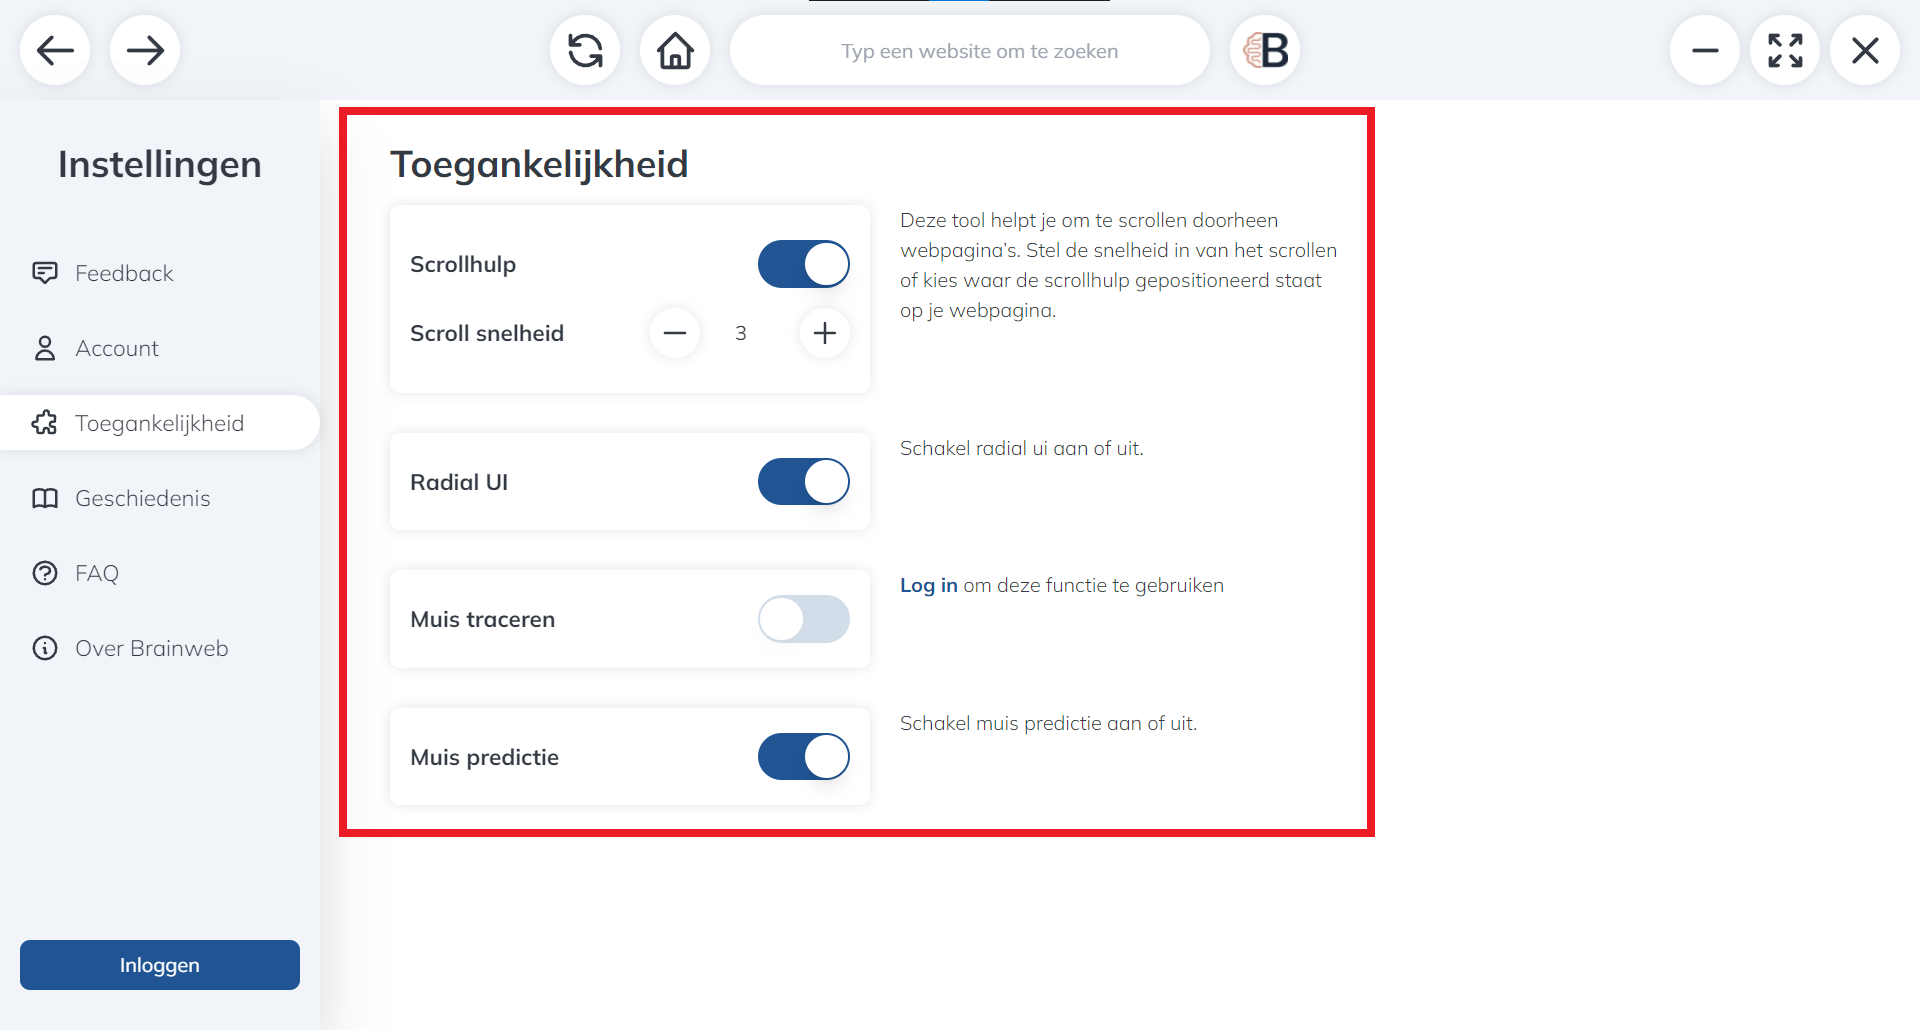 Typ een website om te zoeken
B
Instellingen
Feedback
Account
Toegankelijkheid
Geschiedenis
FAQ
Over Brainweb
Inloggen
Toegankelijkheid
Scrollhulp
Scroll snelheid
3
Deze tool helpt je om te scrollen doorheen
webpagina’s. Stel de snelheid in van het scrollen
of kies waar de scrollhulp gepositioneerd staat
op je webpagina.
Radial UI
Schakel radial ui aan of uit.
Muis traceren
Log in om deze functie te gebruiken
Muis predictie
Schakel muis predictie aan of uit.